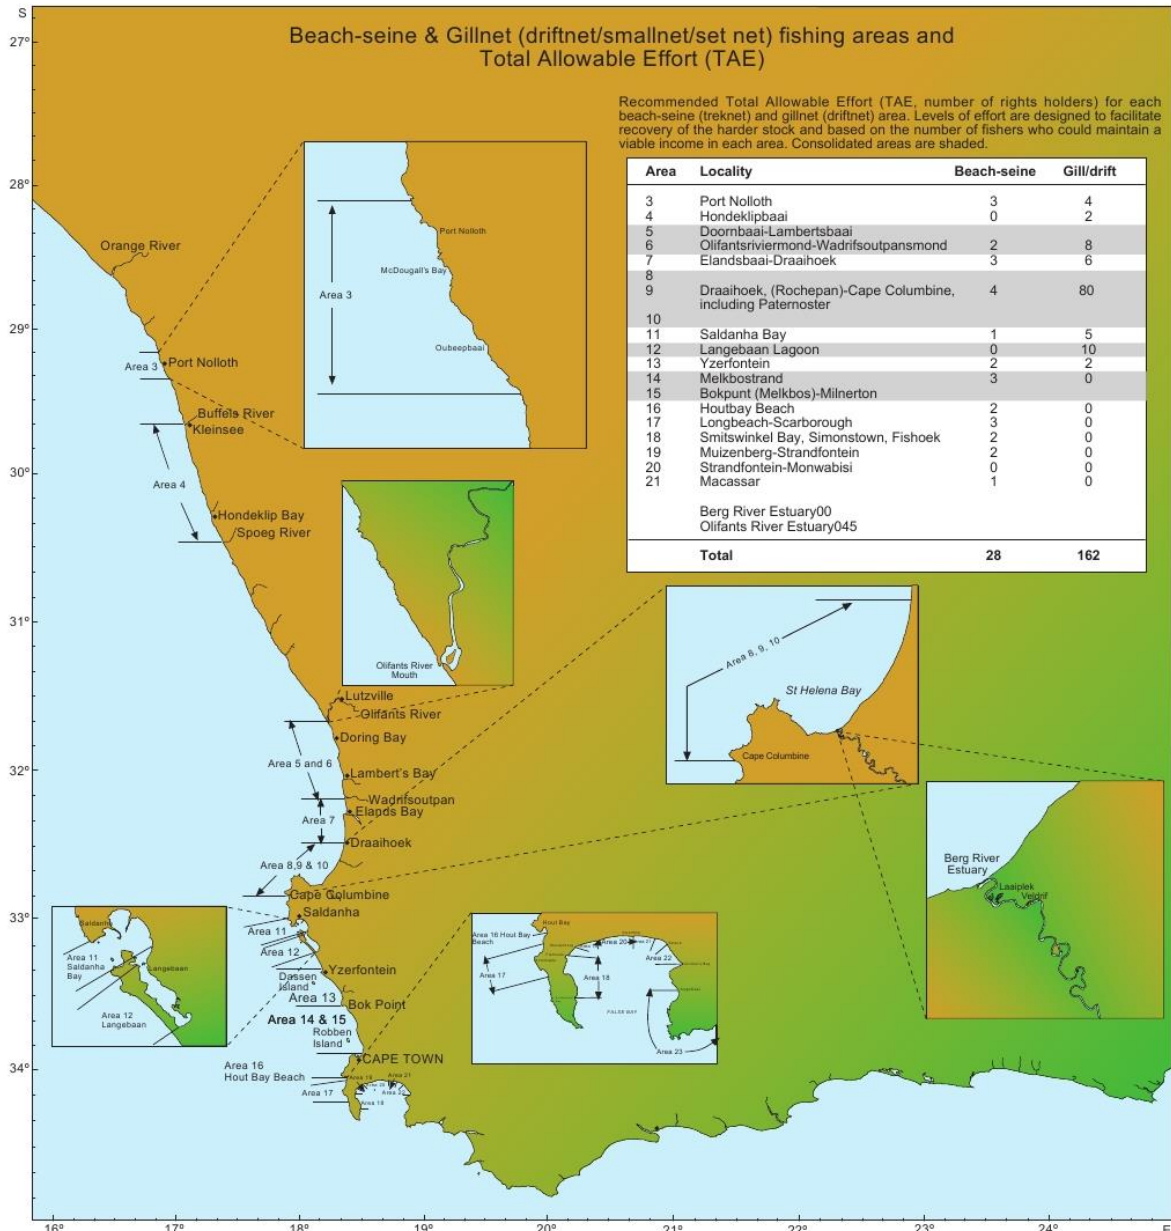 Beach-seine & Gillnet (driftnet/smallnet/set net) fishing areas and
Total Allowable Effort (TAE)
Recommended Total Allowable Effort (TAE, number of rights holders) for each
beach-seine (treknet) and gillnet (driftnet) area. Levels of effort are designed to facilitate
recovery of the harder stock and based on the number of fishers who could maintain a
viable income in each area. Consolidated areas are shaded.
Area Locality Beach-seine Gill/drift
3 Port Nolloth 3 4
4 Hondeklipbaai 0 2
5 Doornbaai-Lambertsbaai
6 Olifantsriviermond-Wadrifsoutpansmond 2 8
7 Elandsbaai-Draaihoek 3 6
8
9 Draaihoek, (Rochepan)-Cape Columbine, 4 80
including Paternoster
10
11 Saldanha Bay 1 5
12 Langebaan Lagoon 0 10
13 Yzerfontein 2 2
14 Melkbostrand 3 0
15 Bokpunt (Melkbos)-Milnerton
16 Houtbay Beach 2 0
17 Longbeach-Scarborough 3 0
18 Smitswinkel Bay, Simonstown, Fishoek 2 0
19 Muizenberg-Strandfontein 2 0
20 Strandfontein-Monwabisi 0 0
21 Macassar 1 0
Berg River Estuary00
Olifants River Estuary045
Total 28 162
S
27°
28°
29°
30°
31°
32°
33°
34°
Orange River
Area 3
Port Nolloth
Buffels River
Kleinsee
Area 4
Hondeklip Bay
Spoeg River
Lutzville
Olifants River
Doring Bay
Area 5 and 6
Lambert's Bay
Wadrifsoutpan
Elands Bay
Area 7
Draaihoek
Area 8,9 & 10
Cape Columbine
Saldanha
Area 11
Area 12
Yzerfontein
Dassen
Island
Area 13
Bok Point
Area 14 & 15
Robben
Island
CAPE TOWN
Area 16
Hout Bay Beach
Area 17
Area 18
Area 21
Area 22
Port Nolloth
McDougall's Bay
Area 3
Oubeepbaai
Olifants River
Mouth
Area 8, 9, 10
St Helena Bay
Cape Columbine
Berg River
Estuary
Laaiplek
Veldrif
Saldanha
Area 11
Saldanha
Bay
Langebaan
Area 12
Langebaan
Hout Bay
Area 16 Hout Bay
Beach
Area 17
Area 20
Area 21
Area 22
Area 18
FALSE BAY
Area 23
16°
17°
18°
19°
20°
21°
22°
23°
24°
E